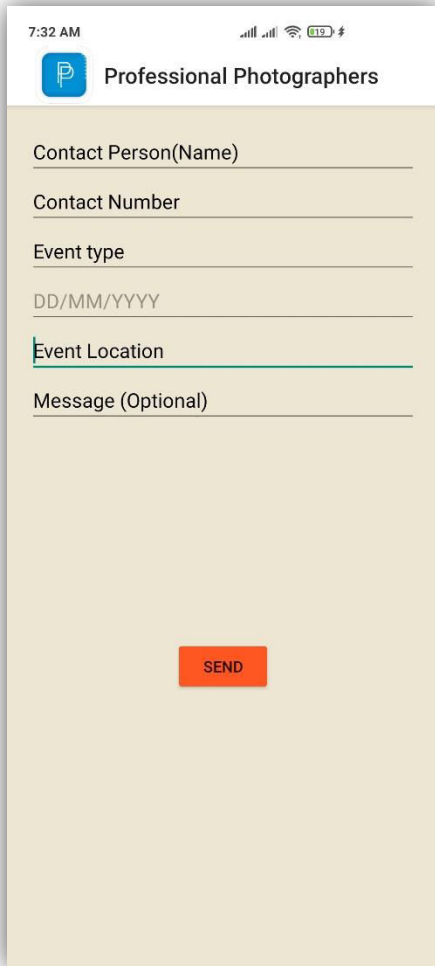 7:32 AM
19
Professional Photographers
Contact Person(Name)
Contact Number
Event type
DD/MM/YYYY
Event Location
Message (Optional)
SEND